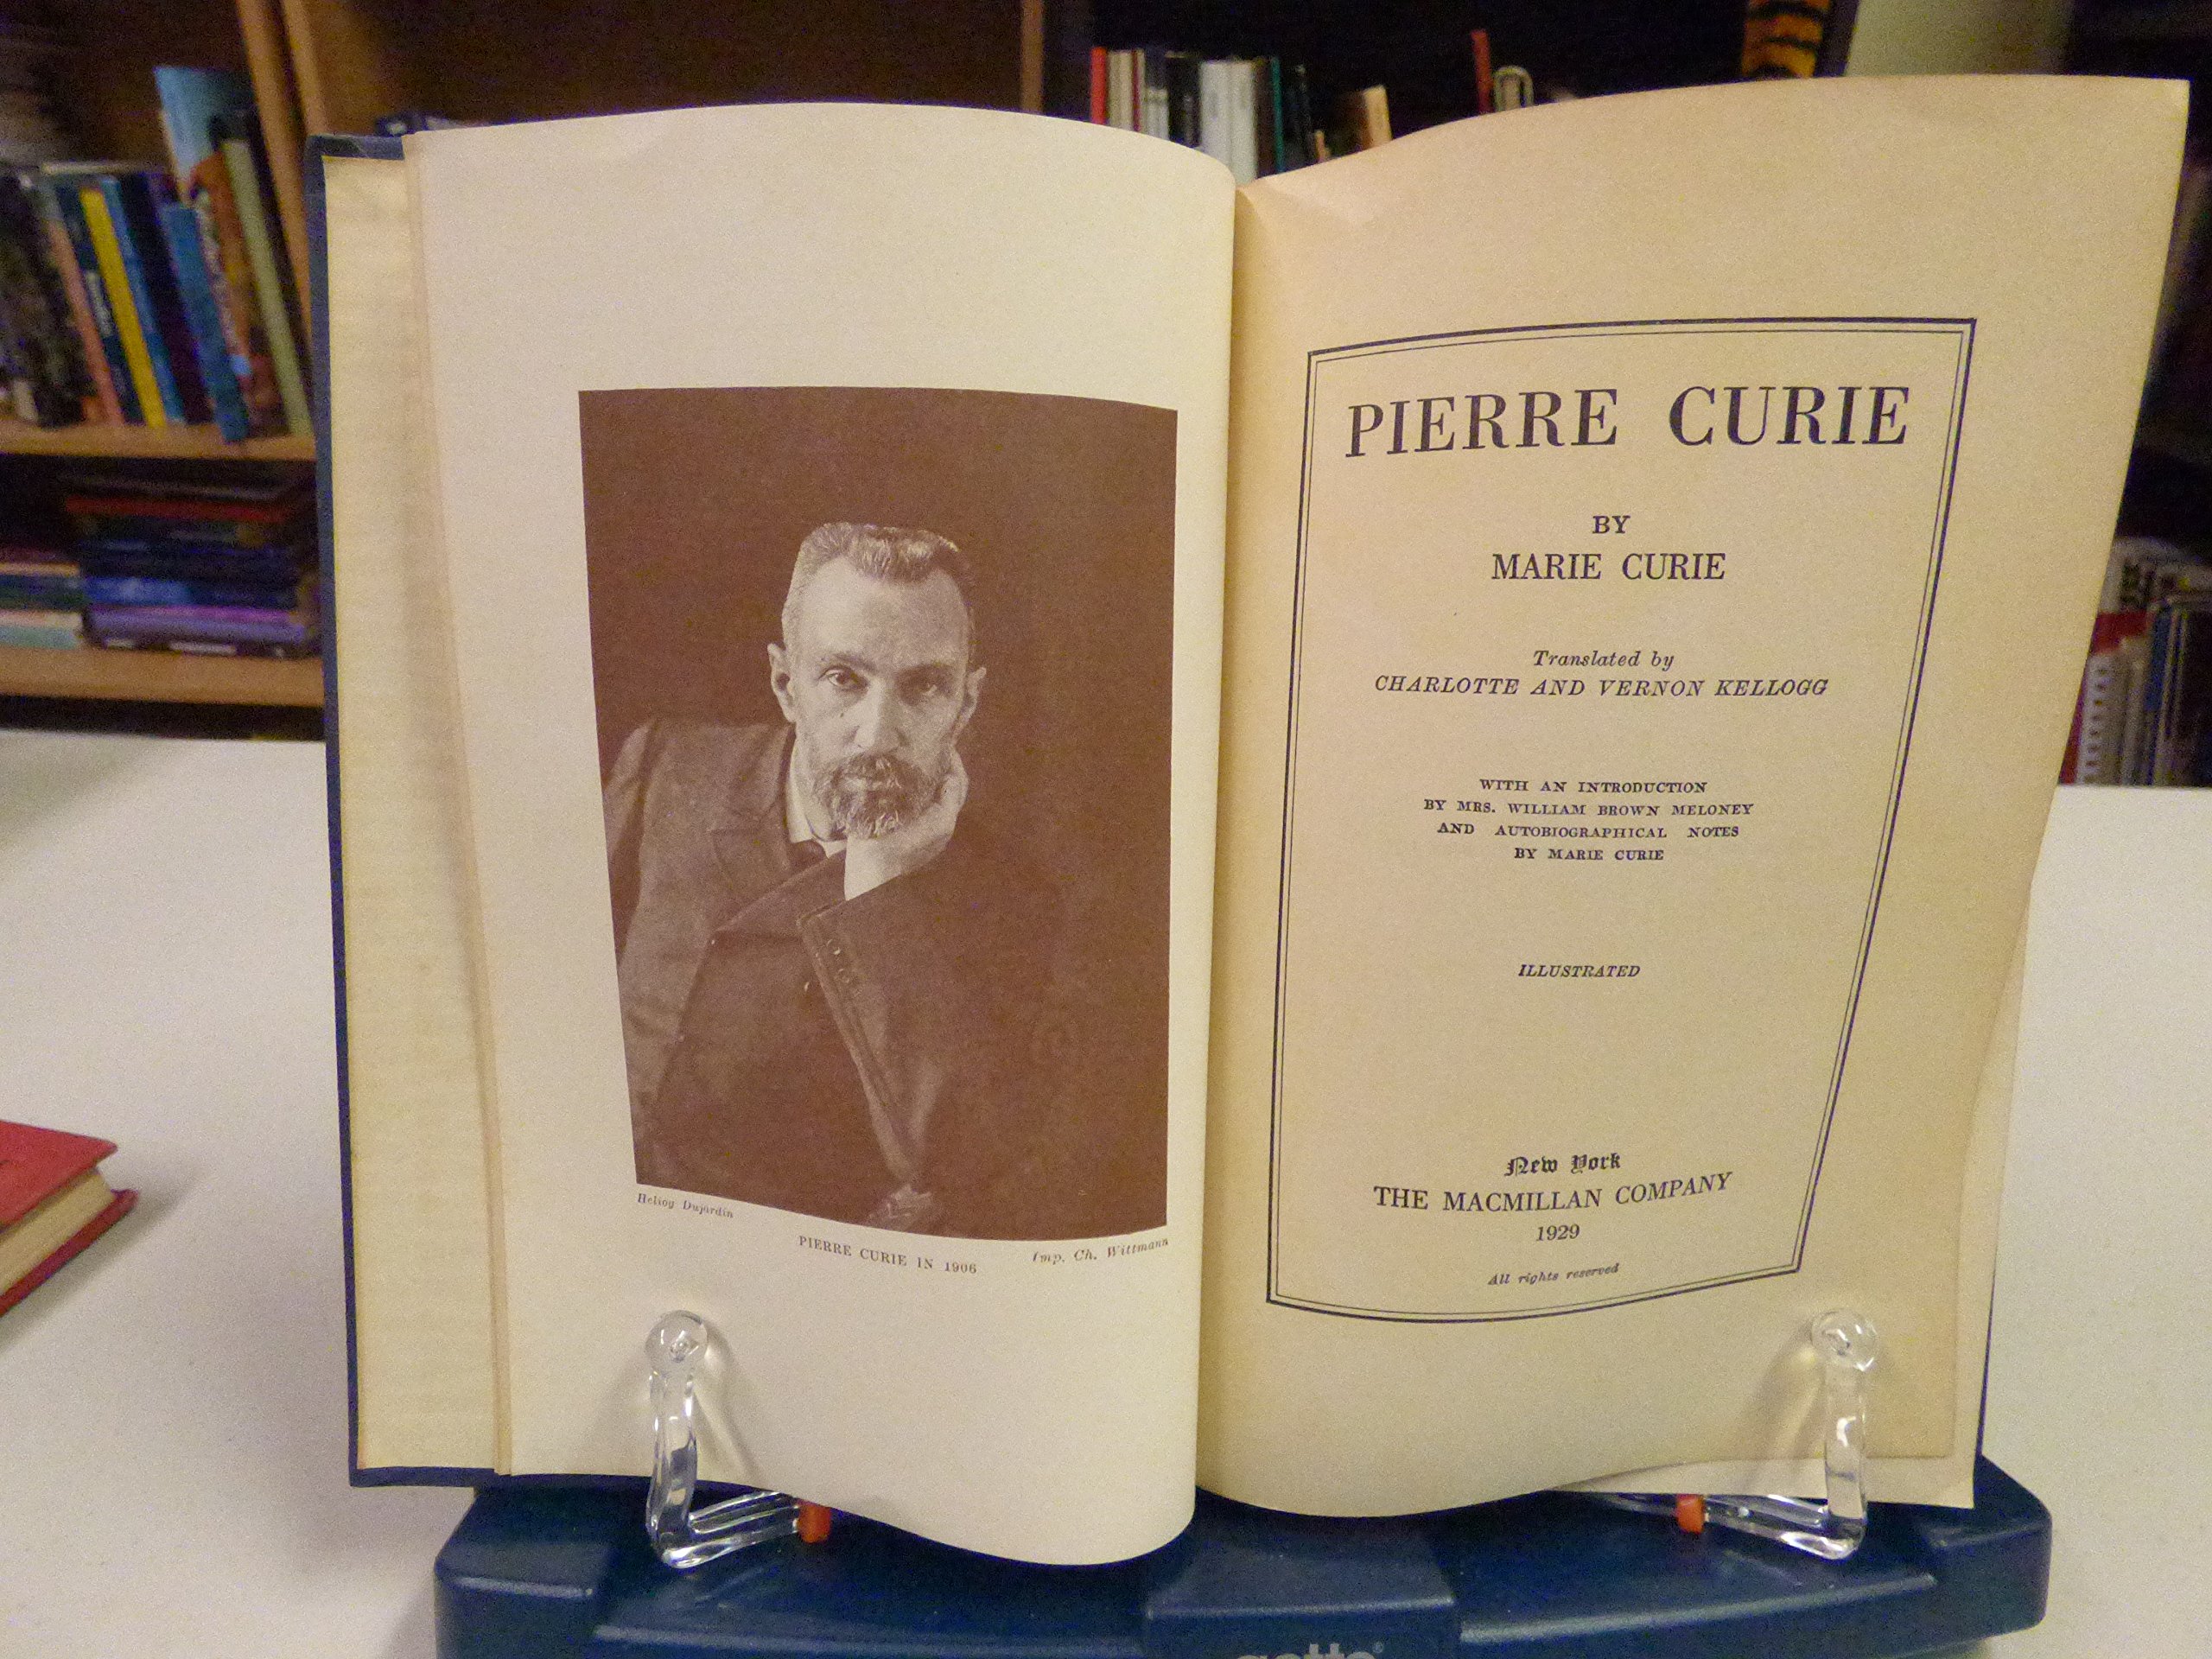 Heliog Dujardin
Imp. Ch. Wittmann
PIERRE CURIE IN 1906
PIERRE CURIE
BY
MARIE CURIE
Translated by
CHARLOTTE AND VERNON KELLOGG
WITH AN INTRODUCTION
BY MRS. WILLIAM BROWN MELONEY
AND AUTOBIOGRAPHICAL NOTES
BY MARIE CURIE
ILLUSTRATED
New York
THE MACMILLAN COMPANY
1929
All rights reserved